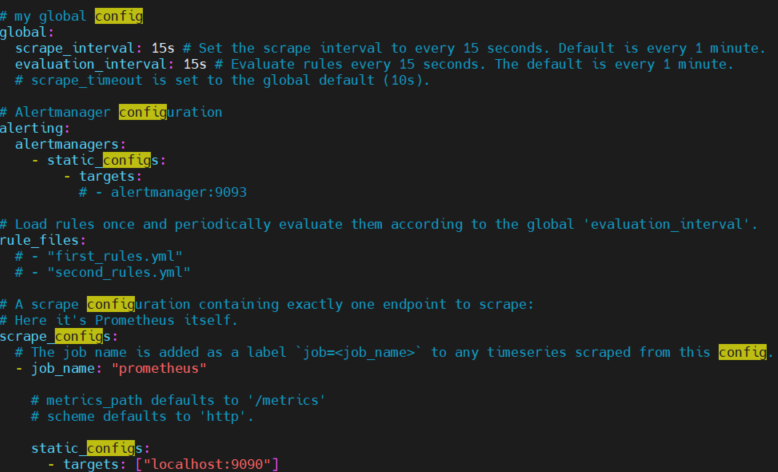 # my global config
global:
  scrape_interval: 15s # Set the scrape interval to every 15 seconds. Default is every 1 minute.
  evaluation_interval: 15s # Evaluate rules every 15 seconds. The default is every 1 minute.
  # scrape_timeout is set to the global default (10s).

# Alertmanager configuration
alerting:
  alertmanagers:
    - static_configs:
        - targets:
          # - alertmanager:9093

# Load rules once and periodically evaluate them according to the global 'evaluation_interval'.
rule_files:
  # - "first_rules.yml"
  # - "second_rules.yml"

# A scrape configuration containing exactly one endpoint to scrape:
# Here it's Prometheus itself.
scrape_configs:
  # The job name is added as a label `job=<job_name>` to any timeseries scraped from this config.
  - job_name: "prometheus"

    # metrics_path defaults to '/metrics'
    # scheme defaults to 'http'.

    static_configs:
      - targets: ["localhost:9090"]